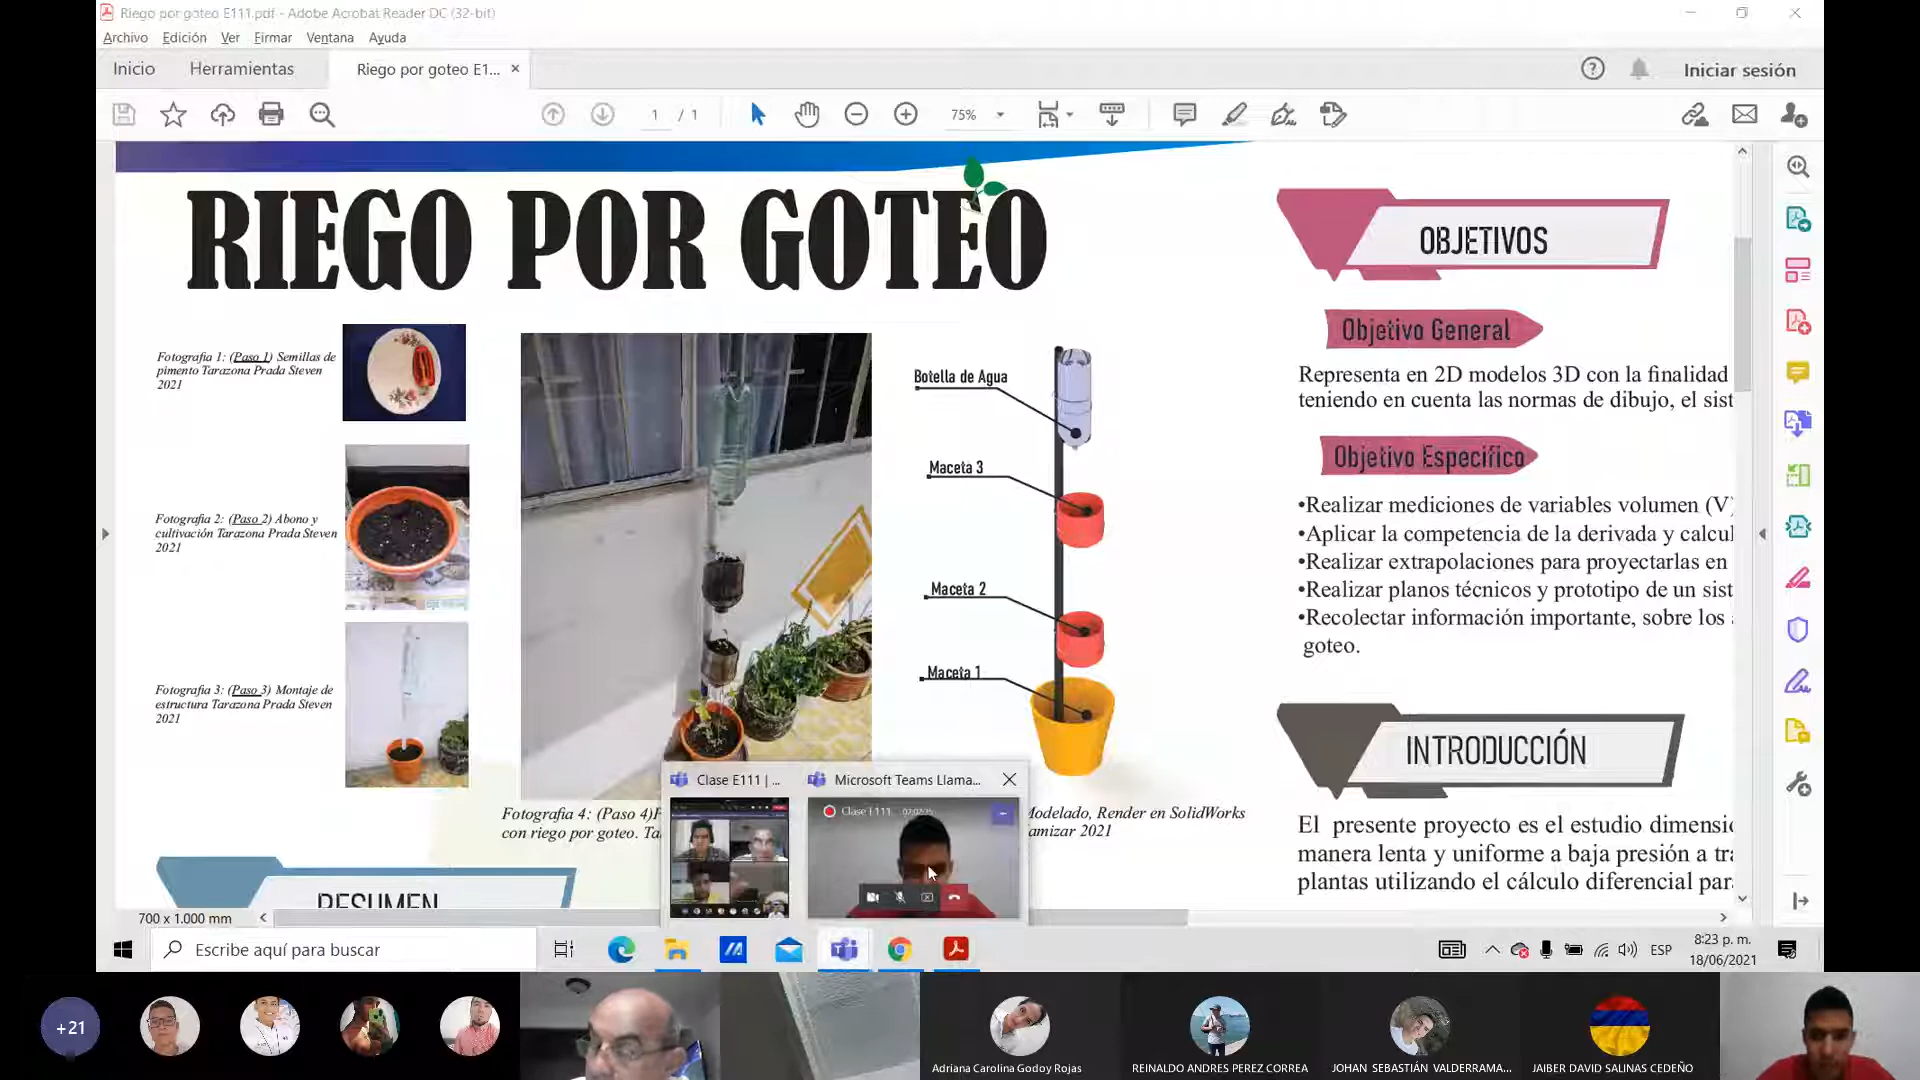 Riego por goteo E111.pdf - Adobe Acrobat Reader DC (32-bit)
Archivo Edición Ver Firmar Ventana Ayuda
Inicio Herramientas Riego por goteo E1... Iniciar sesión
1 / 1 75%
RIEGO POR GOTEO
Fotografia 1: (Paso 1) Semillas de
pimento Tarazona Prada Steven
2021
Fotografia 2: (Paso 2) Abono y
cultivación Tarazona Prada Steven
2021
Fotografia 3: (Paso 3) Montaje de
estructura Tarazona Prada Steven
2021
Botella de Agua
Maceta 3
Maceta 2
Maceta 1
Fotografia 4: (Paso 4)
con riego por goteo.
Modelado, Render en SolidWorks
2021
RESUMEN
OBJETIVOS
Objetivo General
Representa en 2D modelos 3D con la finalidad
teniendo en cuenta las normas de dibujo, el sist
Objetivo Especifico
•Realizar mediciones de variables volumen (V
•Aplicar la competencia de la derivada y calcul
•Realizar extrapolaciones para proyectarlas en
•Realizar planos técnicos y prototipo de un sist
•Recolectar información importante, sobre los
goteo.
INTRODUCCIÓN
El presente proyecto es el estudio dimensi
manera lenta y uniforme a baja presión a tra
plantas utilizando el cálculo diferencial par
Clase E111 | ...
Microsoft Teams Llama...
Clase E111
700 x 1.000 mm
Escribe aquí para buscar
ESP
8:23 p. m.
18/06/2021
+21
Adriana Carolina Godoy Rojas
REINALDO ANDRES PEREZ CORREA
JOHAN SEBASTIÁN VALDERRAMA...
JAIBER DAVID SALINAS CEDEÑO